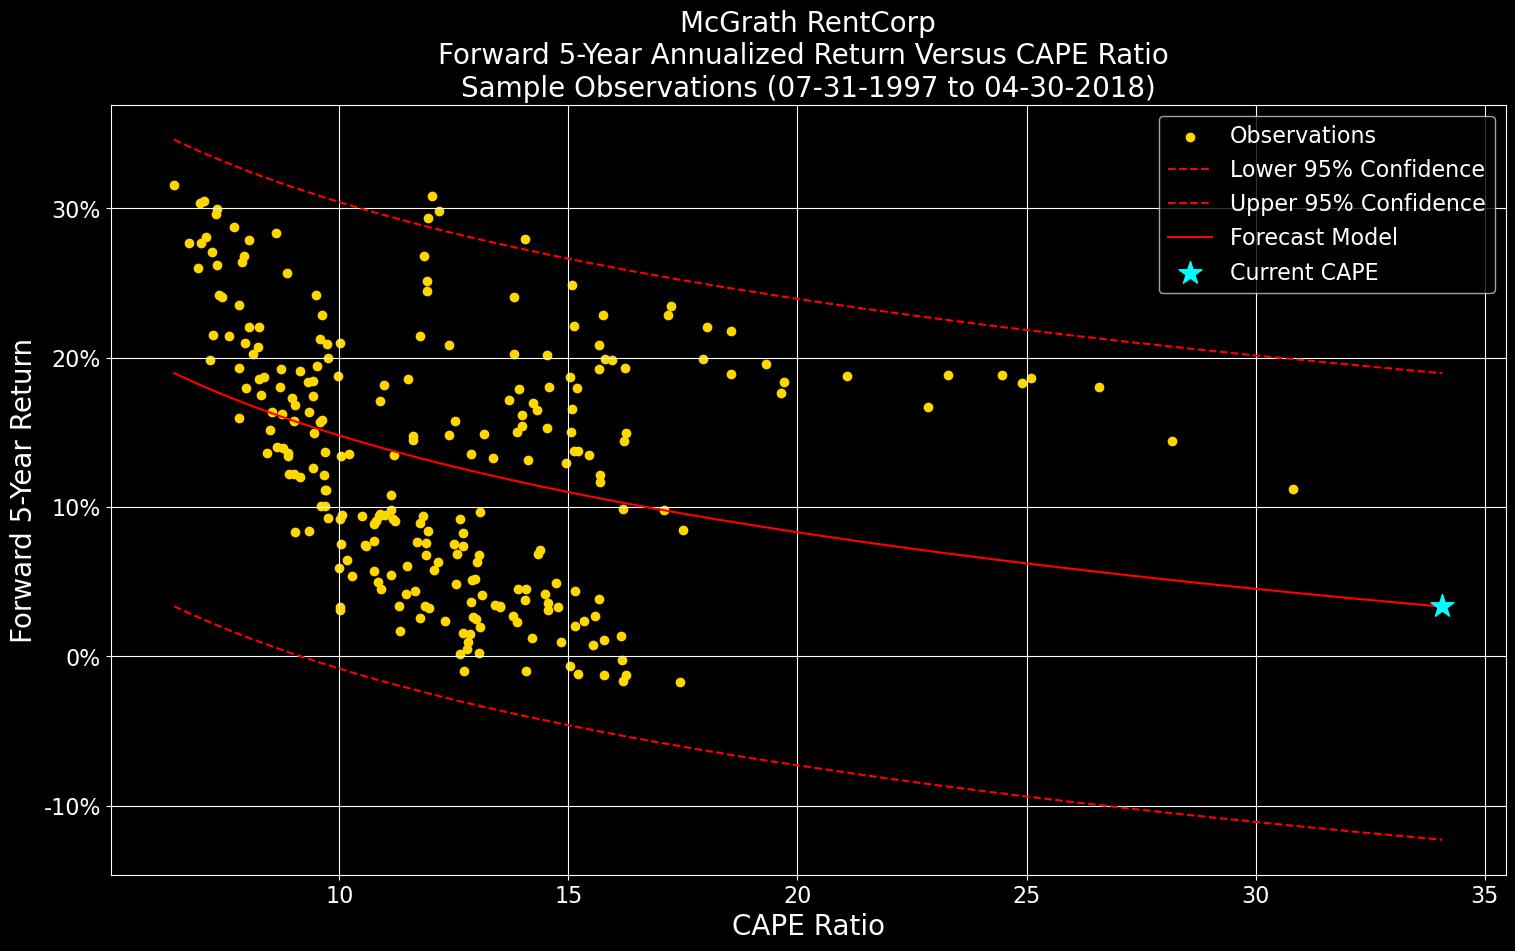 McGrath RentCorp
Forward 5-Year Annualized Return Versus CAPE Ratio
Sample Observations (07-31-1997 to 04-30-2018)
Observations
Lower 95% Confidence
Upper 95% Confidence
Forecast Model
Current CAPE
Forward 5-Year Return
30%
20%
10%
0%
-10%
10
15
20
25
30
35
CAPE Ratio